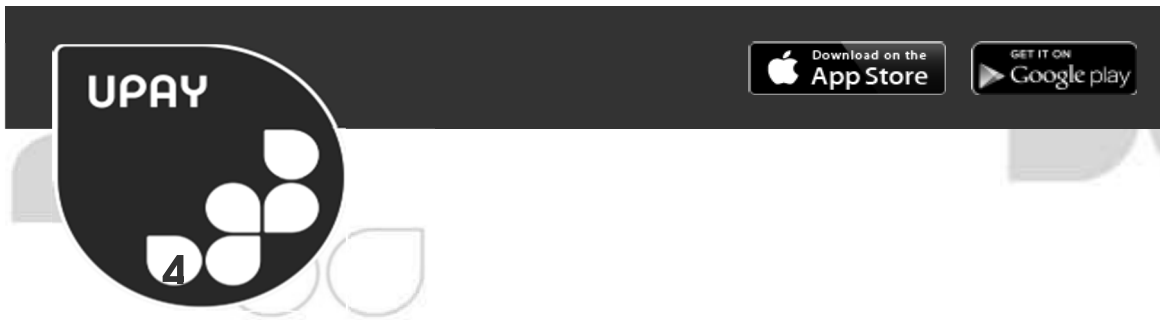 UPAY
Download on the
App Store
GET IT ON
Google play
4